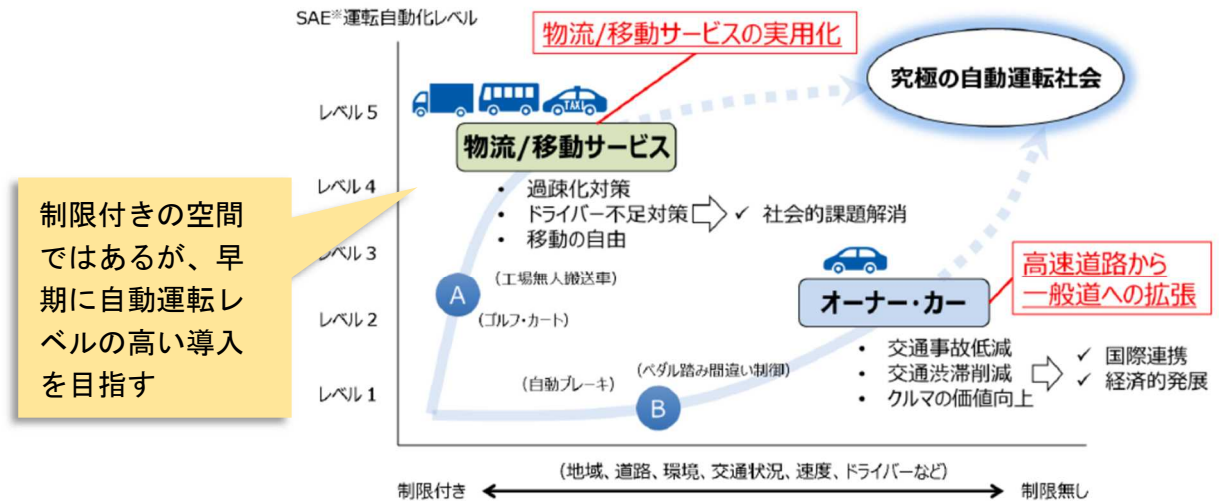 SAE※運転自動化レベル
物流/移動サービスの実用化
究極の自動運転社会
レベル 5
TAXI
物流/移動サービス
レベル 4
• 過疎化対策
• ドライバー不足対策
✓ 社会的課題解消
• 移動の自由
制限付きの空間
ではあるが、早
期に自動運転レ
ベルの高い導入
を目指す
レベル 3
高速道路から
一般道への拡張
A
(工場無人搬送車)
オーナー・カー
レベル 2
(ゴルフ・カート)
• 交通事故低減
✓ 国際連携
• 交通渋滞削減
✓ 経済的発展
• クルマの価値向上
(ペダル踏み間違い制御)
(自動ブレーキ)
レベル 1
B
(地域、道路、環境、交通状況、速度、ドライバーなど)
制限付き
制限無し